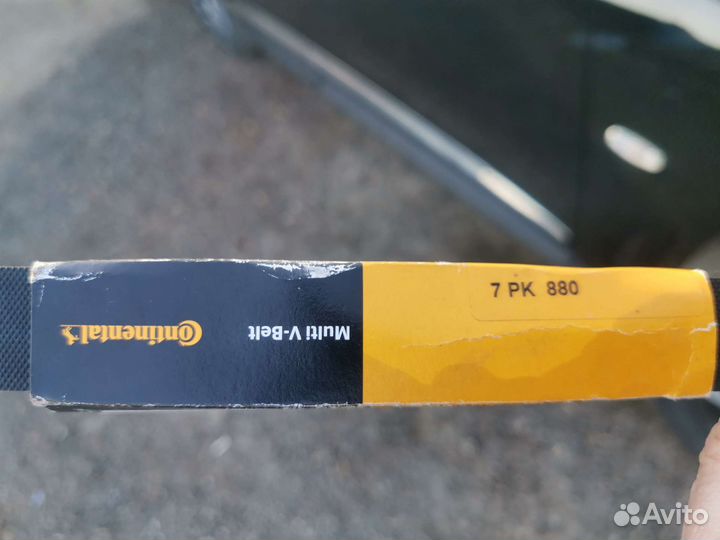 7 PK 880
Continental
Multi V-Belt
Avito